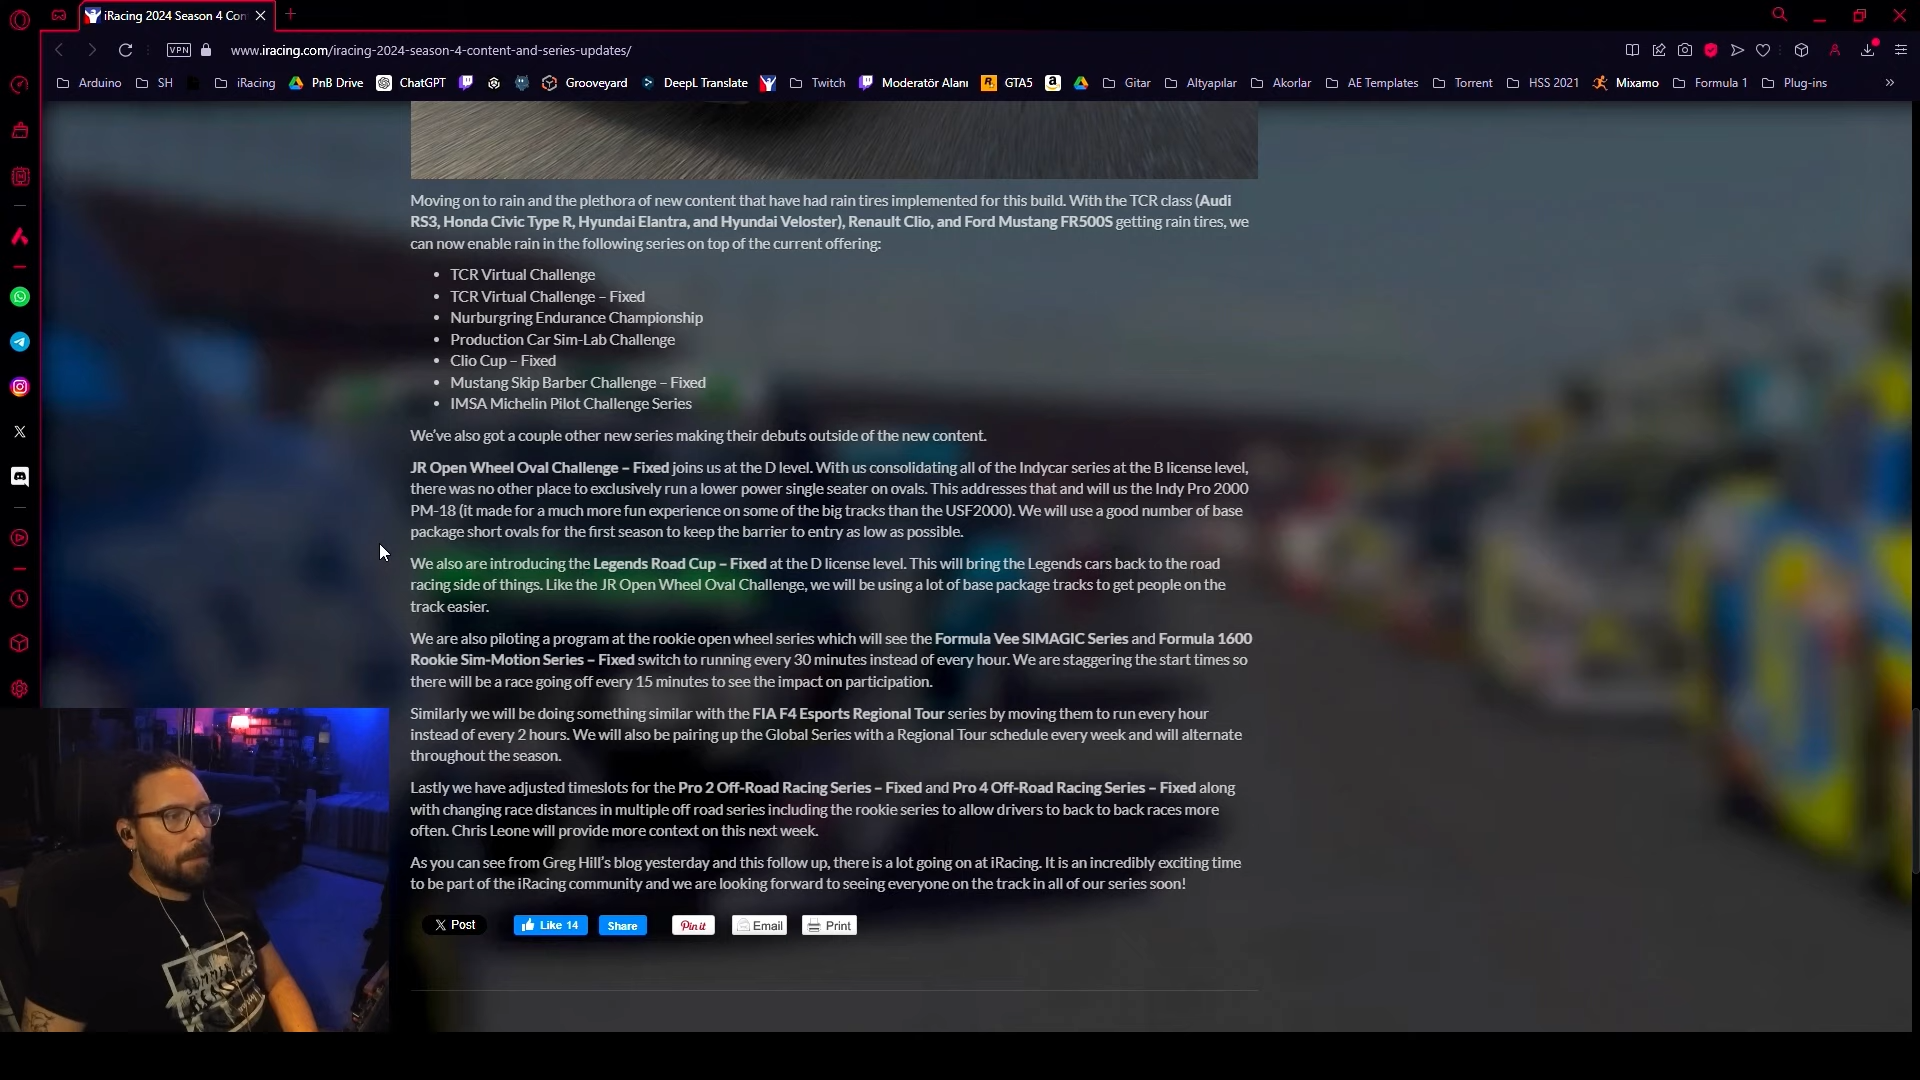 iRacing 2024 Season 4 Con
VPN
www.iracing.com/iracing-2024-season-4-content-and-series-updates/
Arduino SH iRacing PnB Drive ChatGPT Grooveyard DeepL Translate Twitch Moderatör Alanı GTA5 Gitar Altyapılar Akorlar AE Templates Torrent HSS 2021 Mixamo Formula 1 Plug-ins »
Moving on to rain and the plethora of new content that have had rain tires implemented for this build. With the TCR class (Audi
RS3, Honda Civic Type R, Hyundai Elantra, and Hyundai Veloster), Renault Clio, and Ford Mustang FR500S getting rain tires, we
can now enable rain in the following series on top of the current offering:
• TCR Virtual Challenge
• TCR Virtual Challenge – Fixed
• Nurburgring Endurance Championship
• Production Car Sim-Lab Challenge
• Clio Cup – Fixed
• Mustang Skip Barber Challenge – Fixed
• IMSA Michelin Pilot Challenge Series
We've also got a couple other new series making their debuts outside of the new content.
JR Open Wheel Oval Challenge – Fixed joins us at the D level. With us consolidating all of the Indycar series at the B license level,
there was no other place to exclusively run a lower power single seater on ovals. This addresses that and will us the Indy Pro 2000
PM-18 (it made for a much more fun experience on some of the big tracks than the USF2000). We will use a good number of base
package short ovals for the first season to keep the barrier to entry as low as possible.
We also are introducing the Legends Road Cup – Fixed at the D license level. This will bring the Legends cars back to the road
racing side of things. Like the JR Open Wheel Oval Challenge, we will be using a lot of base package tracks to get people on the
track easier.
We are also piloting a program at the rookie open wheel series which will see the Formula Vee SIMAGIC Series and Formula 1600
Rookie Sim-Motion Series – Fixed switch to running every 30 minutes instead of every hour. We are staggering the start times so
there will be a race going off every 15 minutes to see the impact on participation.
Similarly we will be doing something similar with the FIA F4 Esports Regional Tour series by moving them to run every hour
instead of every 2 hours. We will also be pairing up the Global Series with a Regional Tour schedule every week and will alternate
throughout the season.
Lastly we have adjusted timeslots for the Pro 2 Off-Road Racing Series – Fixed and Pro 4 Off-Road Racing Series – Fixed along
with changing race distances in multiple off road series including the rookie series to allow drivers to back to back races more
often. Chris Leone will provide more context on this next week.
As you can see from Greg Hill's blog yesterday and this follow up, there is a lot going on at iRacing. It is an incredibly exciting time
to be part of the iRacing community and we are looking forward to seeing everyone on the track in all of our series soon!
X Post Like 14 Share Pin it Email Print